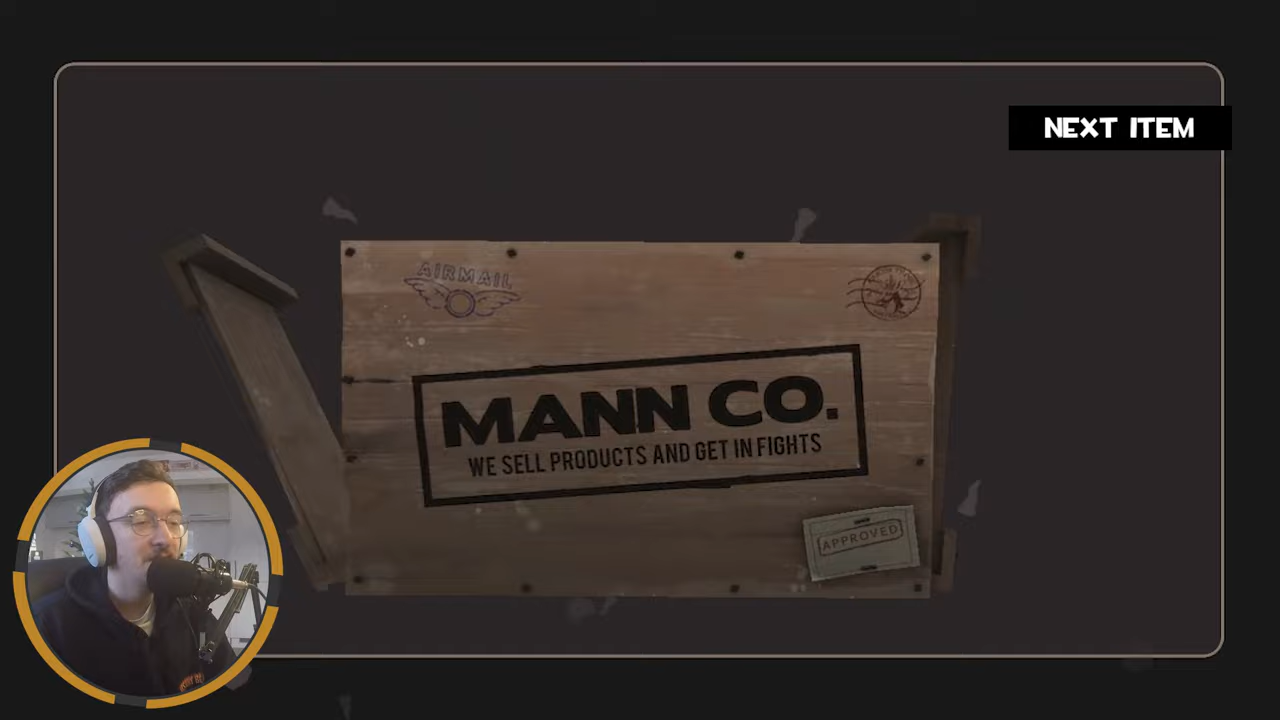 NEXT ITEM
AIRMAIL
MANN CO.
WE SELL PRODUCTS AND GET IN FIGHTS
APPROVED